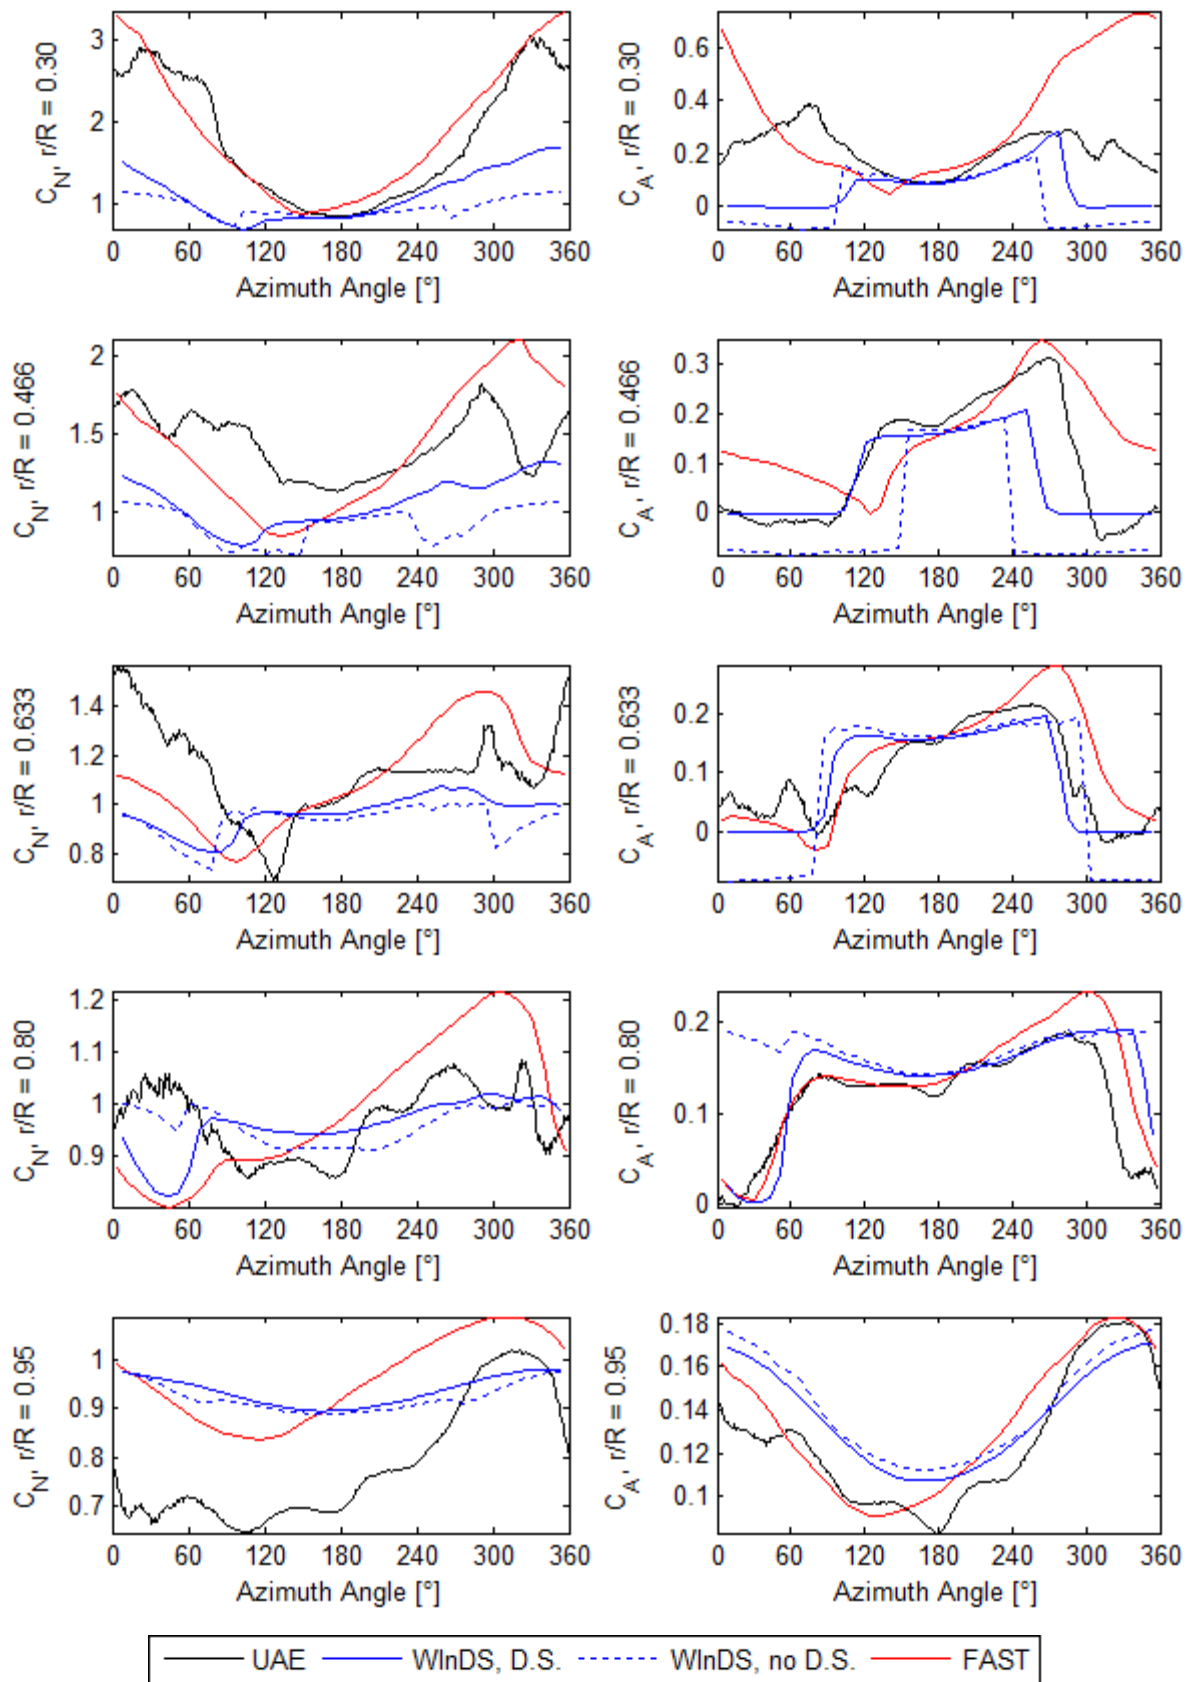 C_N, r/R = 0.30
3
2
1
0 60 120 180 240 300 360
Azimuth Angle [°]
C_A, r/R = 0.30
0.6
0.4
0.2
0
0 60 120 180 240 300 360
Azimuth Angle [°]
C_N, r/R = 0.466
2
1.5
1
0 60 120 180 240 300 360
Azimuth Angle [°]
C_A, r/R = 0.466
0.3
0.2
0.1
0
0 60 120 180 240 300 360
Azimuth Angle [°]
C_N, r/R = 0.633
1.4
1.2
1
0.8
0 60 120 180 240 300 360
Azimuth Angle [°]
C_A, r/R = 0.633
0.2
0.1
0
0 60 120 180 240 300 360
Azimuth Angle [°]
C_N, r/R = 0.80
1.2
1.1
1
0.9
0 60 120 180 240 300 360
Azimuth Angle [°]
C_A, r/R = 0.80
0.2
0.1
0
0 60 120 180 240 300 360
Azimuth Angle [°]
C_N, r/R = 0.95
1
0.9
0.8
0.7
0 60 120 180 240 300 360
Azimuth Angle [°]
C_A, r/R = 0.95
0.18
0.16
0.14
0.12
0.1
0 60 120 180 240 300 360
Azimuth Angle [°]
UAE WInDS, D.S. WInDS, no D.S. FAST